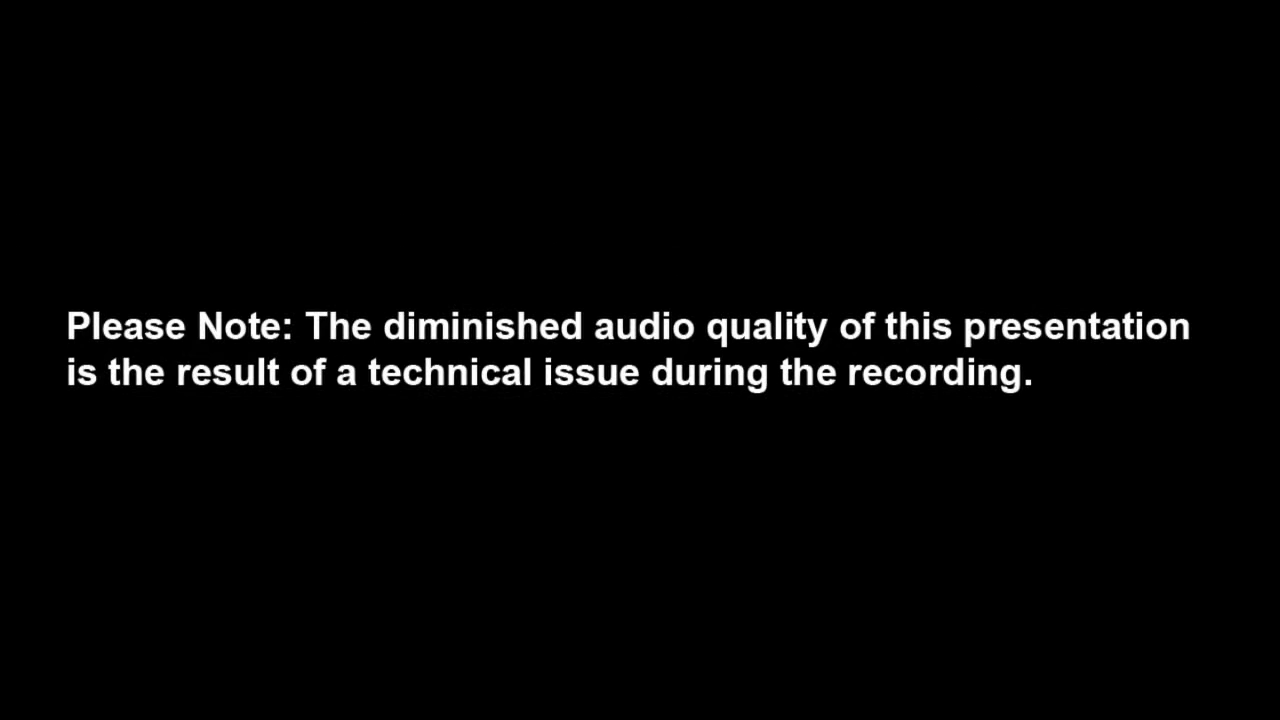 Please Note: The diminished audio quality of this presentation
is the result of a technical issue during the recording.